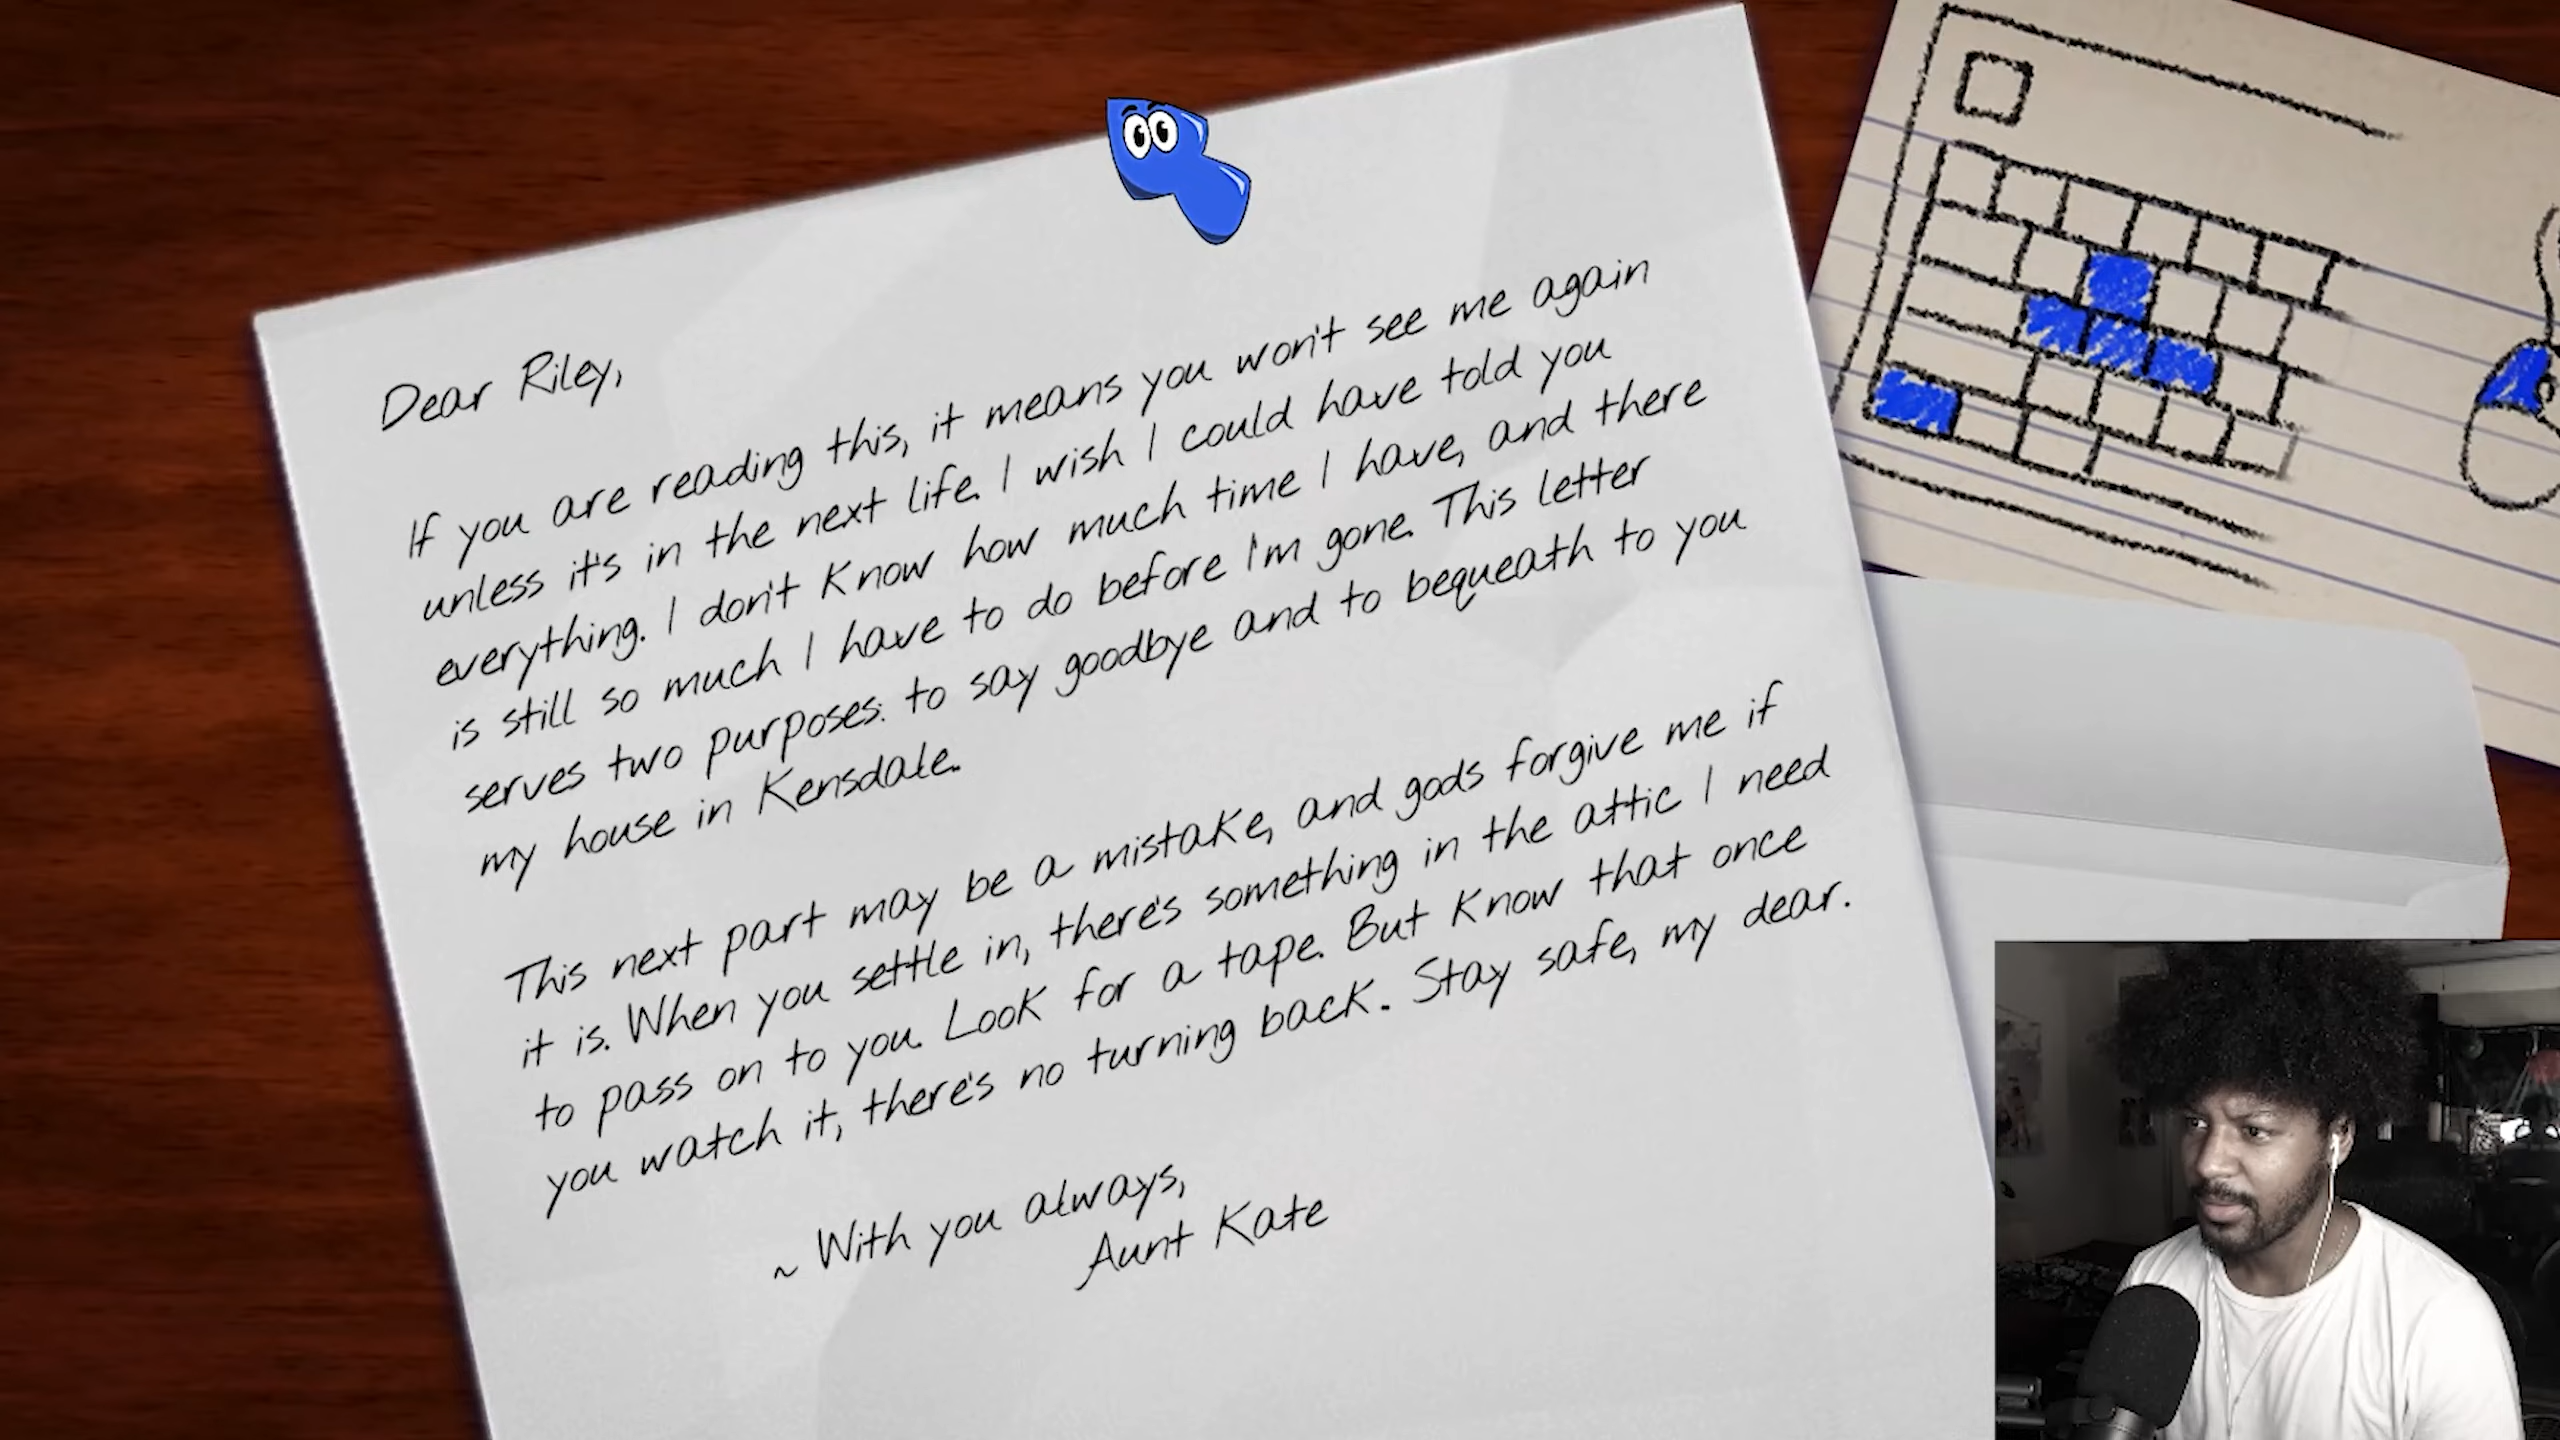 Dear Riley,
If you are reading this, it means you won't see me again
unless it's in the next life. I wish I could have told you
everything. I don't know how much time I have, and there
is still so much I have to do before I'm gone. This letter
serves two purposes: to say goodbye and to bequeath to you
my house in Kensdale.
This next part may be a mistake, and gods forgive me if
it is. When you settle in, there's something in the attic I need
to pass on to you. Look for a tape. But know that once
you watch it, there's no turning back. Stay safe, my dear.
~ With you always,
Aunt Kate